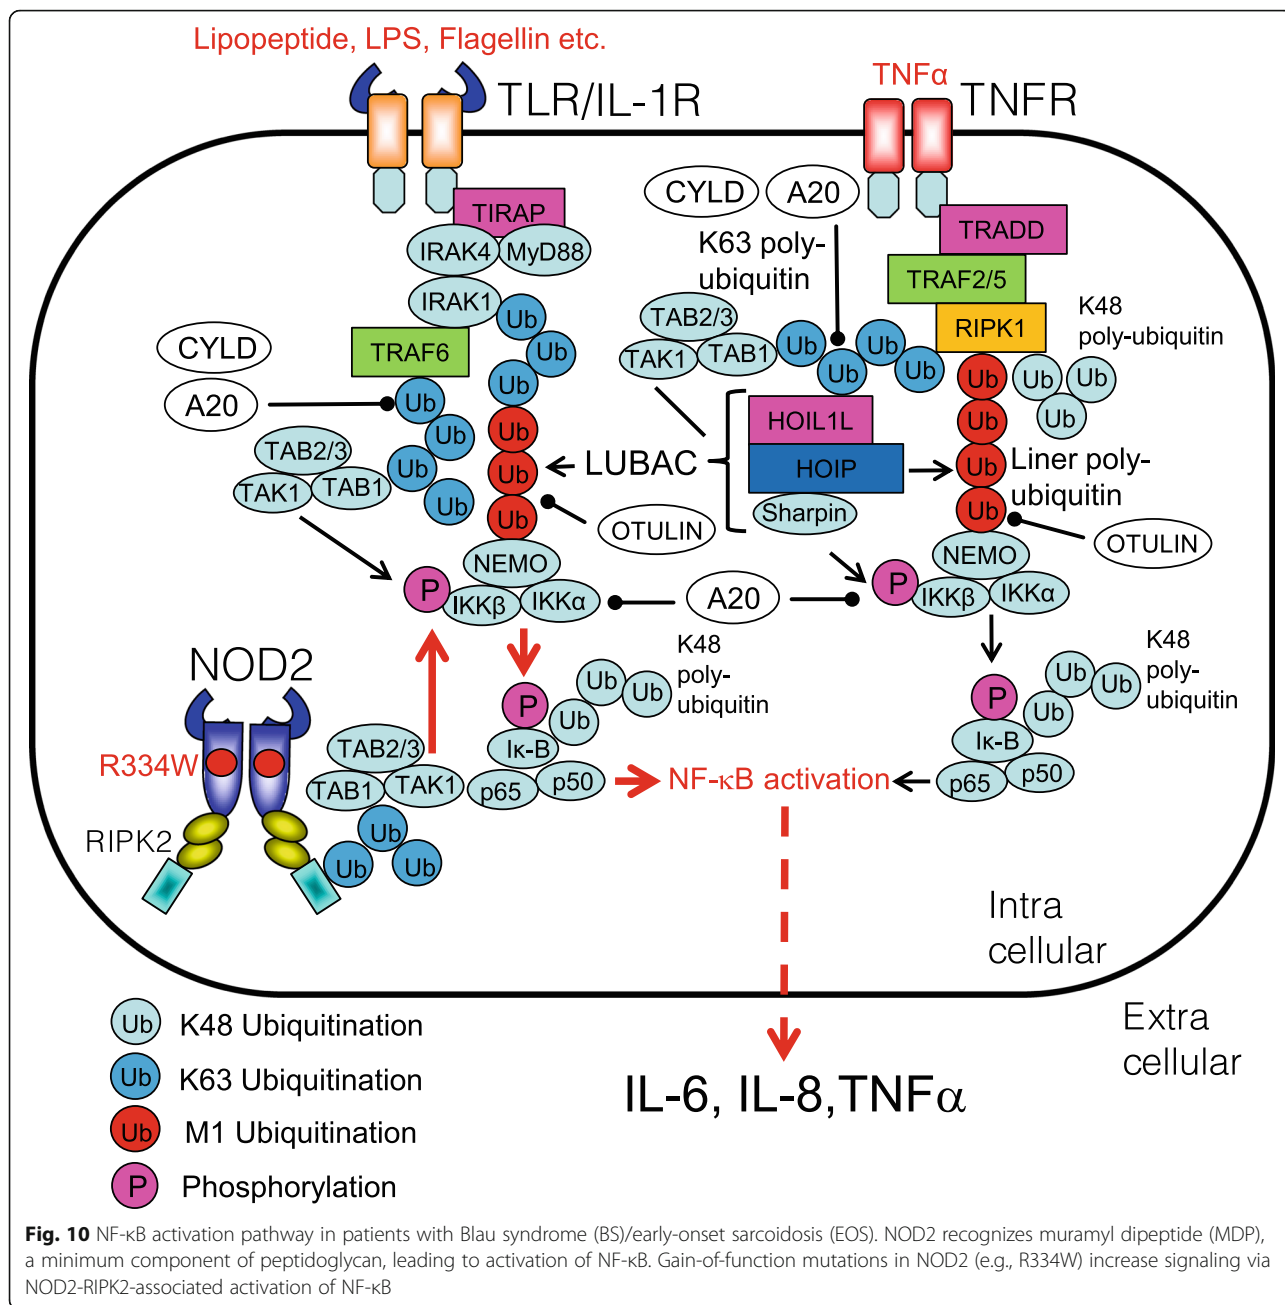 Lipopeptide, LPS, Flagellin etc.
TLR/IL-1R
TNFα
TNFR
TIRAP
IRAK4
MyD88
IRAK1
Ub
Ub
Ub
TRAF6
CYLD
A20
Ub
Ub
Ub
Ub
TAB2/3
TAK1
TAB1
Ub
Ub
Ub
LUBAC
OTULIN
NEMO
P
IKKβ
IKKα
CYLD
A20
K63 poly-
ubiquitin
TRADD
TRAF2/5
RIPK1
K48
poly-ubiquitin
TAB2/3
TAK1
TAB1
Ub
Ub
Ub
Ub
Ub
Ub
Ub
Ub
Ub
Ub
Ub
HOIL1L
HOIP
Sharpin
Liner poly-
ubiquitin
OTULIN
NEMO
P
IKKβ
IKKα
A20
NOD2
R334W
RIPK2
TAB2/3
TAB1
TAK1
Ub
Ub
Ub
P
Ub
Ub
Ub
K48
poly-
ubiquitin
Iκ-B
p65
p50
NF-κB activation
P
Ub
Ub
Ub
K48
poly-
ubiquitin
Iκ-B
p65
p50
Intra
cellular
Extra
cellular
IL-6, IL-8,TNFα
Ub K48 Ubiquitination
Ub K63 Ubiquitination
Ub M1 Ubiquitination
P Phosphorylation
Fig. 10 NF-κB activation pathway in patients with Blau syndrome (BS)/early-onset sarcoidosis (EOS). NOD2 recognizes muramyl dipeptide (MDP),
a minimum component of peptidoglycan, leading to activation of NF-κB. Gain-of-function mutations in NOD2 (e.g., R334W) increase signaling via
NOD2-RIPK2-associated activation of NF-κB